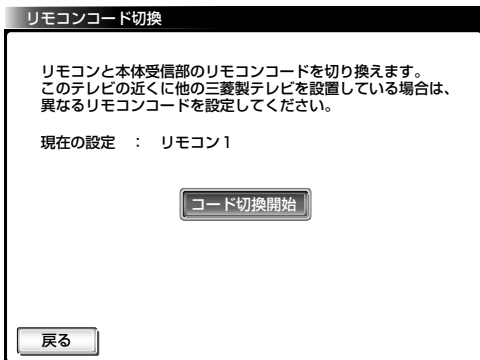 リモコンコード切換
リモコンと本体受信部のリモコンコードを切り換えます。
このテレビの近くに他の三菱製テレビを設置している場合は、
異なるリモコンコードを設定してください。
現在の設定 ： リモコン1
コード切換開始
戻る